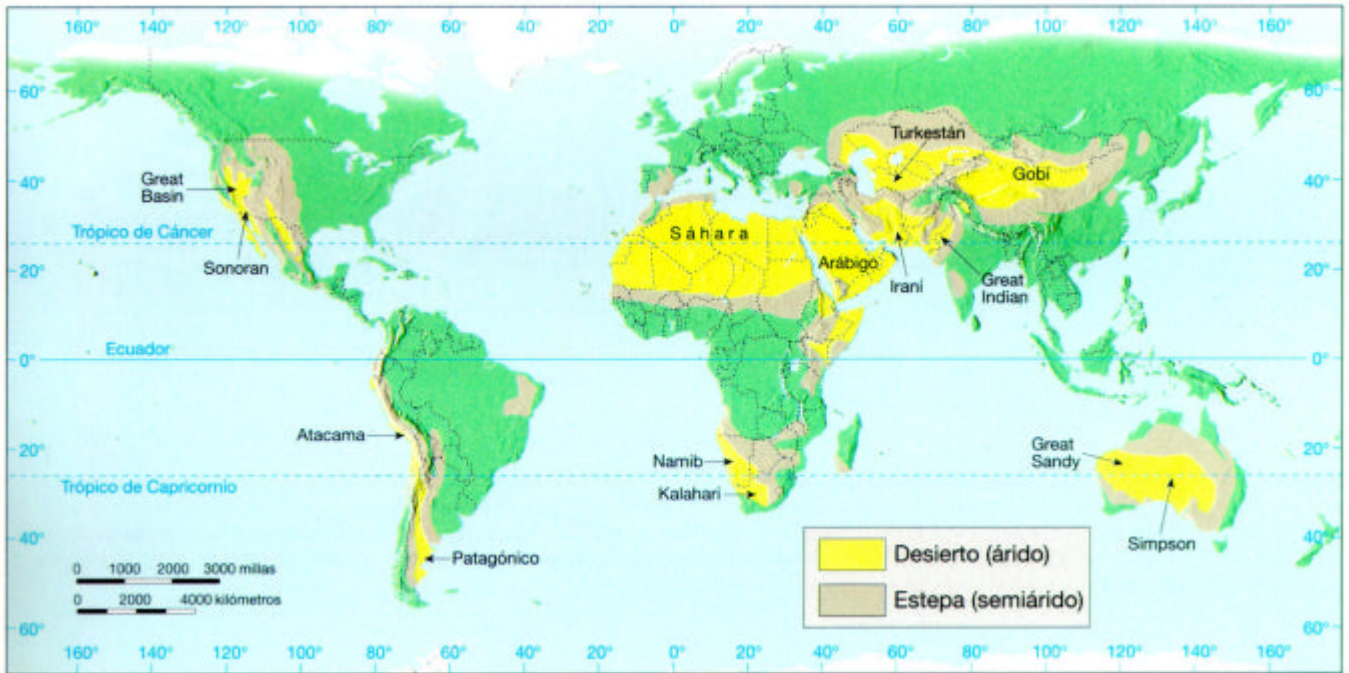 160° 140° 120° 100° 80° 60° 40° 20° 0° 20° 40° 60° 80° 100° 120° 140° 160°
60° 60°
Turkestán
Great
Basin
40° Gobi 40°
Sáhara
Trópico de Cáncer
Sonoran
Arábigo
20° Iraní 20°
Great
Indian
Ecuador
0° 0°
Atacama
Great
Sandy
20° Namib 20°
Trópico de Capricornio
Kalahari
40° 40°
Simpson
Patagónico
Desierto (árido)
Estepa (semiárido)
0 1000 2000 3000 millas
0 2000 4000 kilómetros
60° 60°
160° 140° 120° 100° 80° 60° 40° 20° 0° 20° 40° 60° 80° 100° 120° 140° 160°